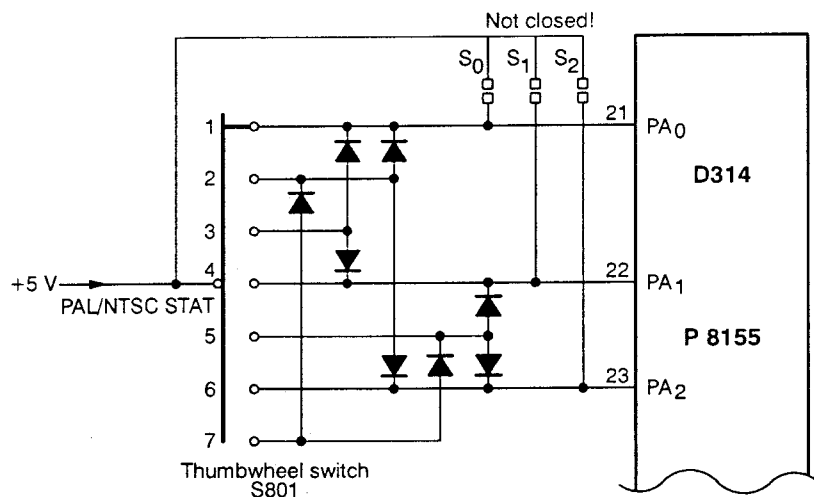 Not closed!
S0
S1
S2
1
21
PA0
D314
2
3
4
+5 V
PAL/NTSC STAT
22
PA1
5
P 8155
6
23
PA2
7
Thumbwheel switch
S801